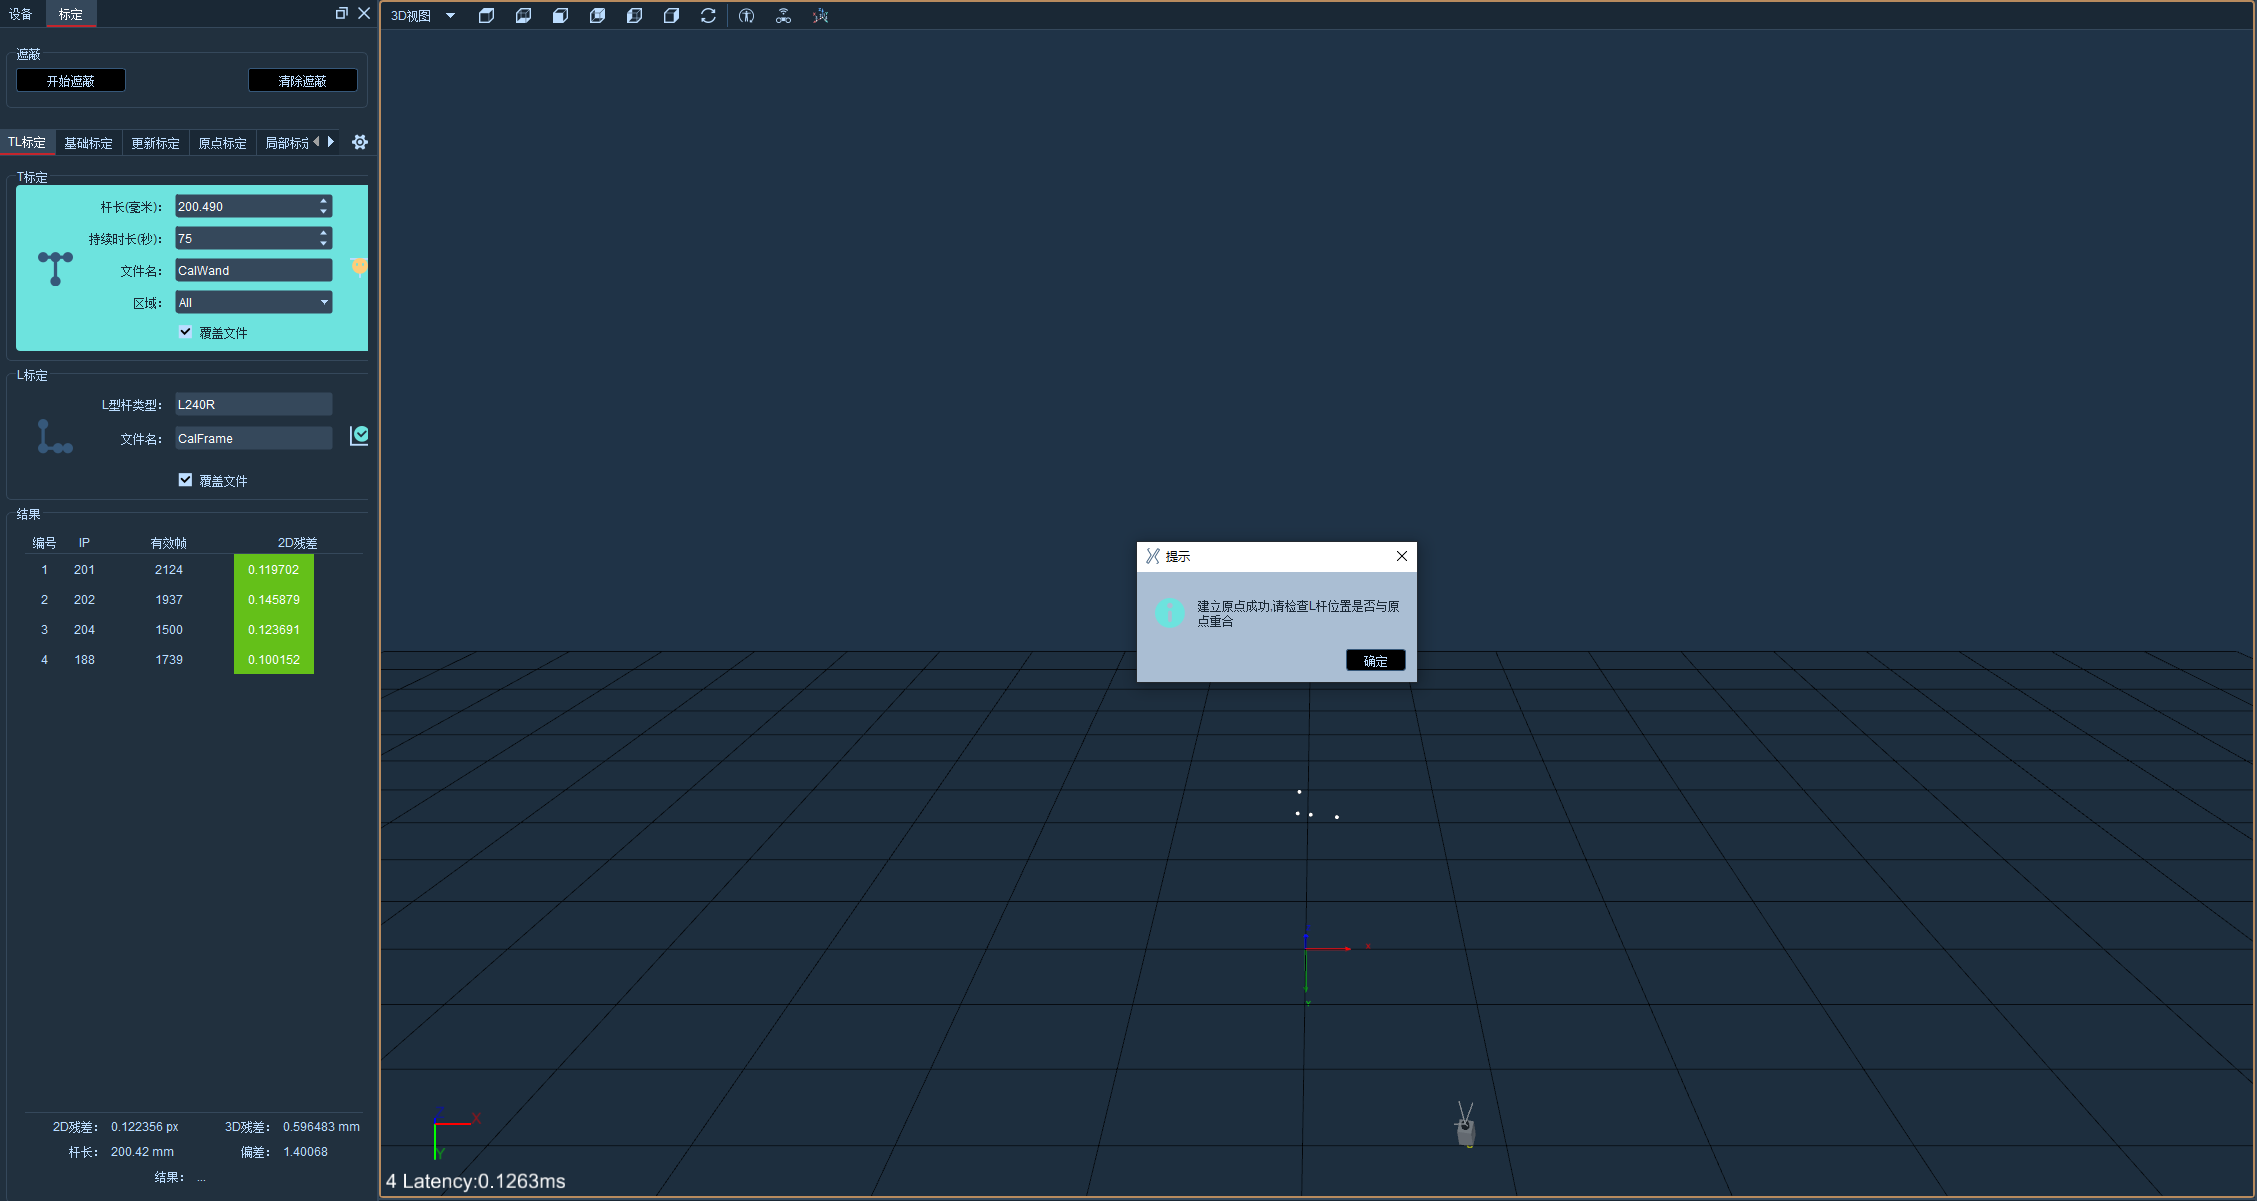 设备
标定
遮蔽
开始遮蔽
清除遮蔽
TL标定
基础标定
更新标定
原点标定
局部标定
T标定
杆长(毫米):
200.490
持续时长(秒):
75
文件名:
CalWand
区域:
All
覆盖文件
L标定
L型杆类型:
L240R
文件名:
CalFrame
覆盖文件
结果
编号 IP 有效帧 2D残差
1 201 2124 0.119702
2 202 1937 0.145879
3 204 1500 0.123691
4 188 1739 0.100152
2D残差: 0.122356 px 3D残差: 0.596483 mm
杆长: 200.42 mm 偏差: 1.40068
结果: ...
3D视图
提示
建立原点成功,请检查L杆位置是否与原
点重合
确定
x
Y
Z
X
Y
4 Latency:0.1263ms